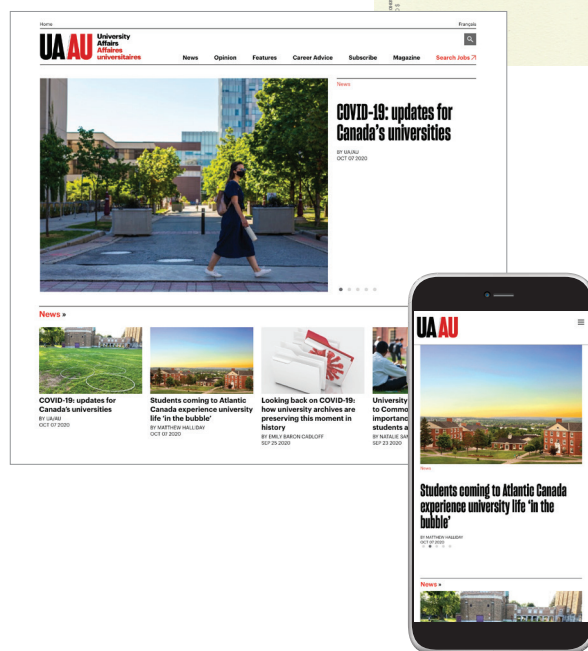 Home
Français
UA AU
University
Affairs
Affaires
universitaires
News Opinion Features Career Advice Subscribe Magazine Search Jobs
News
COVID-19: updates for
Canada's universities
BY UA/AU
OCT 07 2020
News »
COVID-19: updates for
Canada's universities
BY UA/AU
OCT 07 2020
Students coming to Atlantic
Canada experience university
life 'in the bubble'
BY MATTHEW HALLIDAY
OCT 07 2020
Looking back on COVID-19:
how university archives are
preserving this moment in
history
BY EMILY BARON CADLOFF
SEP 25 2020
University
to Commo
importanc
students a
BY NATALIE SAM
SEP 23 2020
UA AU
News
Students coming to Atlantic Canada
experience university life 'in the
bubble'
BY MATTHEW HALLIDAY
OCT 07 2020
News »